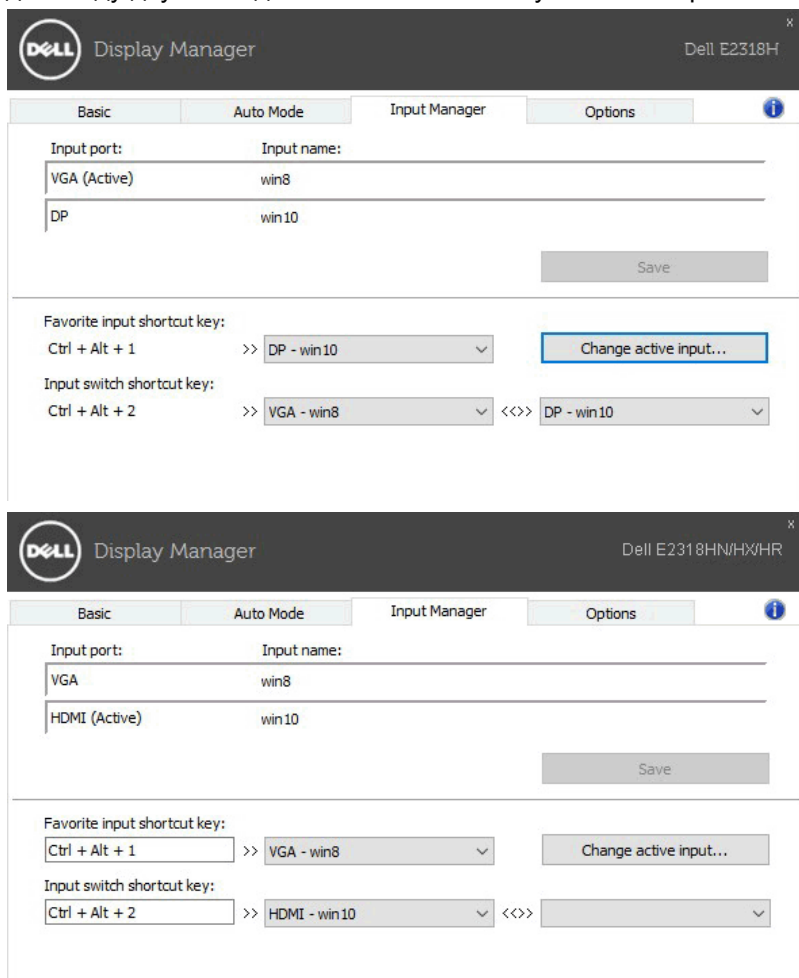 x
DELL Display Manager Dell E2318H
Basic Auto Mode Input Manager Options
Input port: Input name:
VGA (Active) win8
DP win10
Save
Favorite input shortcut key:
Ctrl + Alt + 1 >> DP - win10 Change active input...
Input switch shortcut key:
Ctrl + Alt + 2 >> VGA - win8 <<>> DP - win10
x
DELL Display Manager Dell E2318HN/HX/HR
Basic Auto Mode Input Manager Options
Input port: Input name:
VGA win8
HDMI (Active) win10
Save
Favorite input shortcut key:
Ctrl + Alt + 1 >> VGA - win8 Change active input...
Input switch shortcut key:
Ctrl + Alt + 2 >> HDMI - win10 <<>>